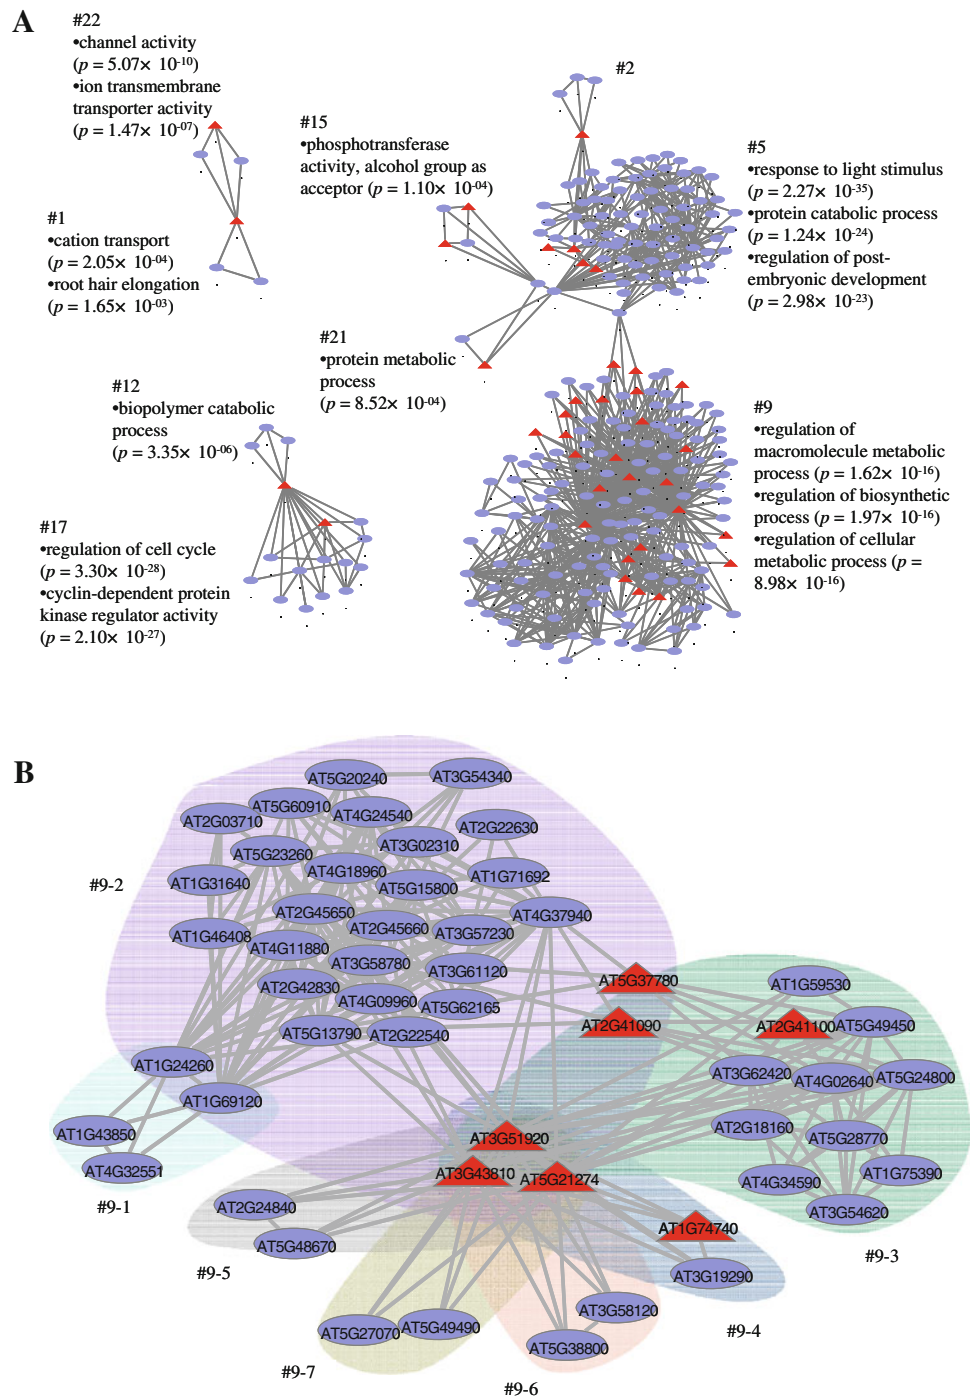 A
#22
•channel activity
(p = 5.07× 10-10)
•ion transmembrane
transporter activity
(p = 1.47× 10-07)
#1
•cation transport
(p = 2.05× 10-04)
•root hair elongation
(p = 1.65× 10-03)
#15
•phosphotransferase
activity, alcohol group as
acceptor (p = 1.10× 10-04)
#2
#5
•response to light stimulus
(p = 2.27× 10-35)
•protein catabolic process
(p = 1.24× 10-24)
•regulation of post-
embryonic development
(p = 2.98× 10-23)
#21
•protein metabolic
process
(p = 8.52× 10-04)
#12
•biopolymer catabolic
process
(p = 3.35× 10-06)
#17
•regulation of cell cycle
(p = 3.30× 10-28)
•cyclin-dependent protein
kinase regulator activity
(p = 2.10× 10-27)
#9
•regulation of
macromolecule metabolic
process (p = 1.62× 10-16)
•regulation of biosynthetic
process (p = 1.97× 10-16)
•regulation of cellular
metabolic process (p =
8.98× 10-16)
B
AT5G20240
AT3G54340
AT5G60910
AT2G03710
AT4G24540
AT2G22630
AT3G02310
AT5G23260
AT4G18960
AT1G71692
AT1G31640
AT5G15800
#9-2
AT2G45650
AT4G37940
AT2G45660
AT1G46408
AT3G57230
AT4G11880
AT3G58780
AT3G61120
AT5G37780
AT2G42830
AT1G59530
AT4G09960
AT5G62165
AT5G13790
AT2G22540
AT2G41090
AT2G41100
AT5G49450
AT1G24260
AT3G62420
AT4G02640
AT5G24800
AT1G69120
AT1G43850
AT3G51920
AT2G18160
AT5G28770
AT4G32551
AT3G43810
AT5G21274
AT4G34590
AT1G75390
#9-1
AT2G24840
AT3G54620
AT5G48670
AT1G74740
#9-3
#9-5
AT3G19290
AT3G58120
AT5G27070
AT5G49490
#9-4
AT5G38800
#9-7
#9-6